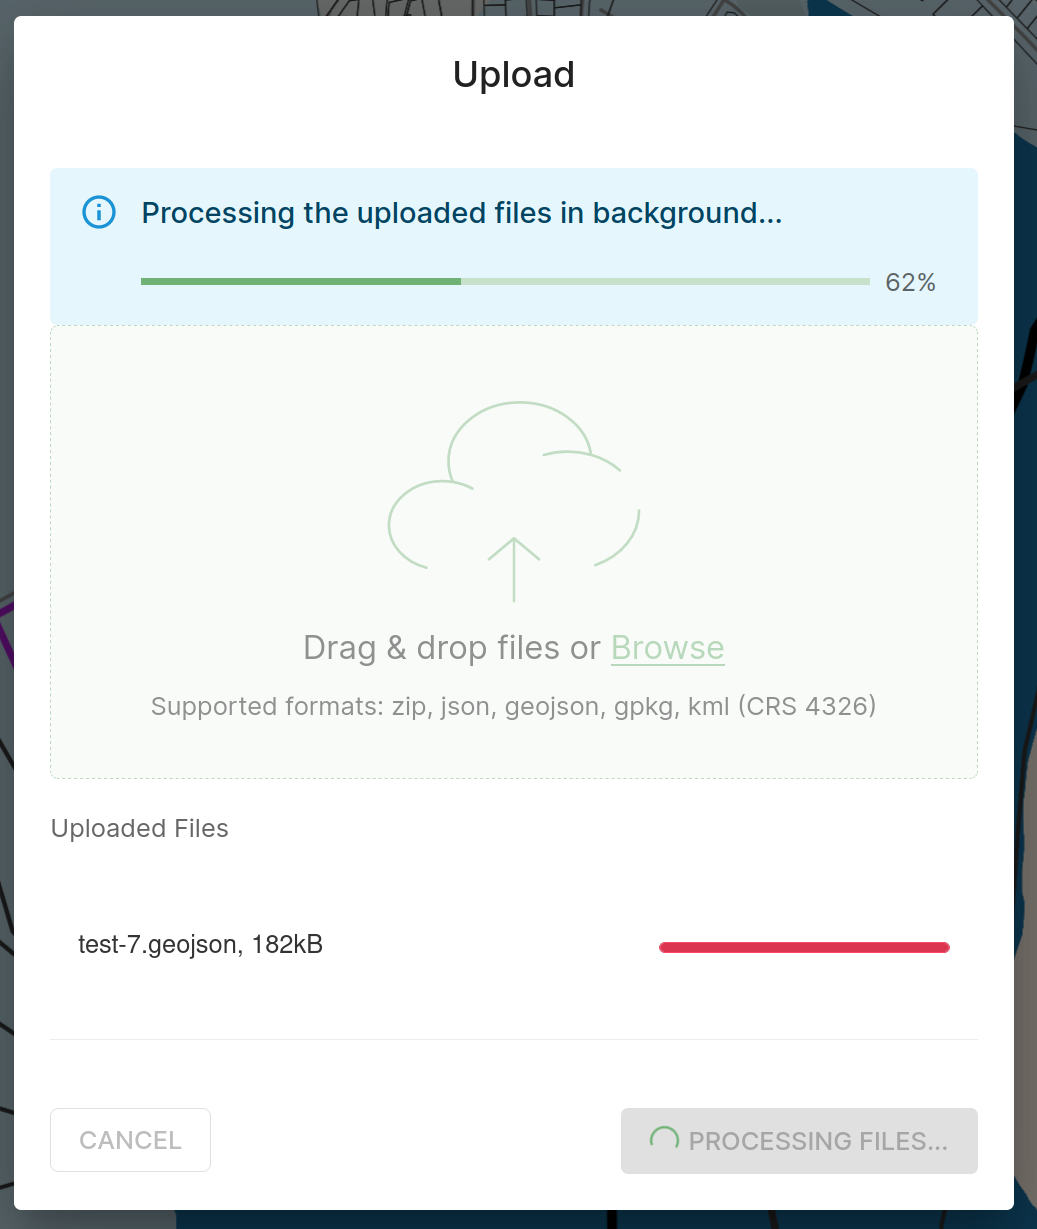 Upload
Processing the uploaded files in background...
62%
Drag & drop files or Browse
Supported formats: zip, json, geojson, gpkg, kml (CRS 4326)
Uploaded Files
test-7.geojson, 182kB
CANCEL
PROCESSING FILES...